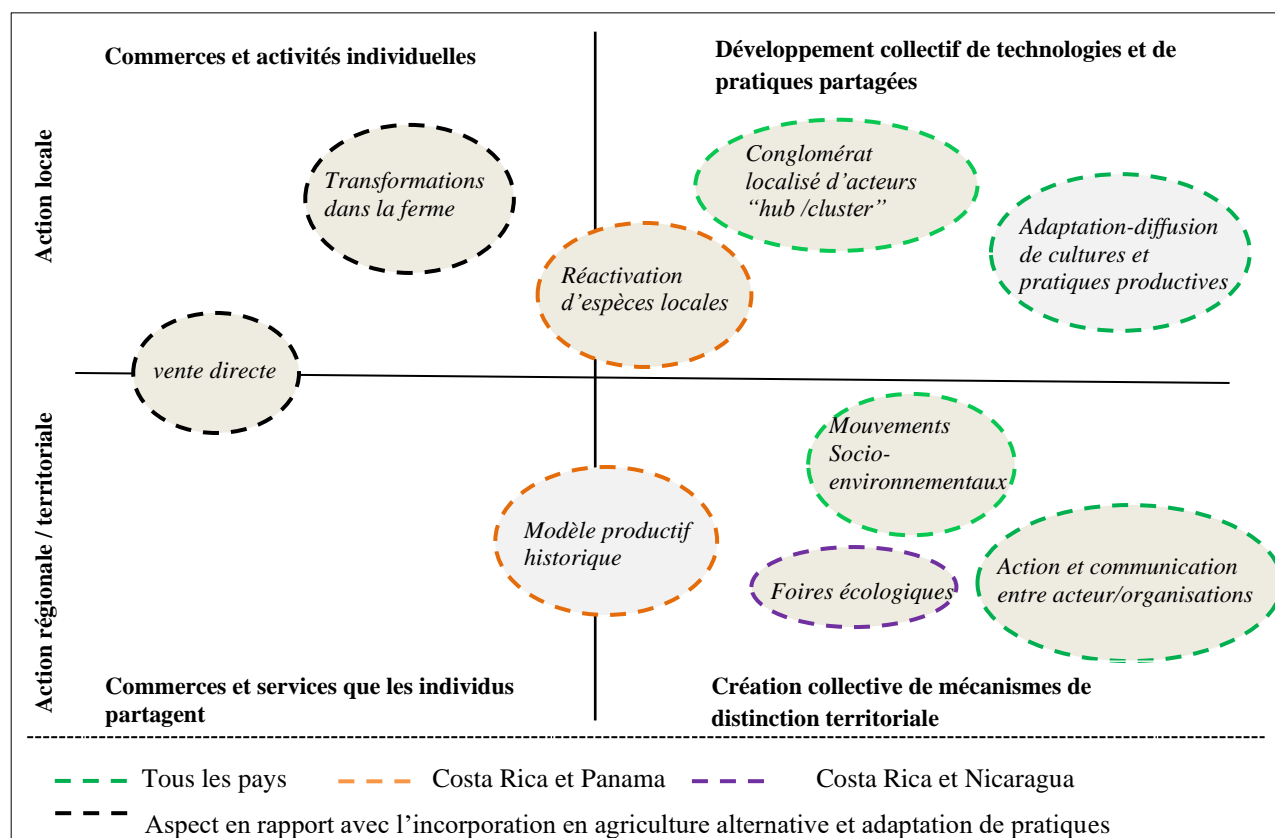 Commerces et activités individuelles
Développement collectif de technologies et de
pratiques partagées
Action locale
Transformations
dans la ferme
Conglomérat
localisé d'acteurs
“hub /cluster”
Adaptation-diffusion
de cultures et
pratiques productives
Réactivation
d'espèces locales
vente directe
Action régionale / territoriale
Mouvements
Socio-
environnementaux
Modèle productif
historique
Foires écologiques
Action et communication
entre acteur/organisations
Commerces et services que les individus
partagent
Création collective de mécanismes de
distinction territoriale
Tous les pays
Costa Rica et Panama
Costa Rica et Nicaragua
Aspect en rapport avec l'incorporation en agriculture alternative et adaptation de pratiques